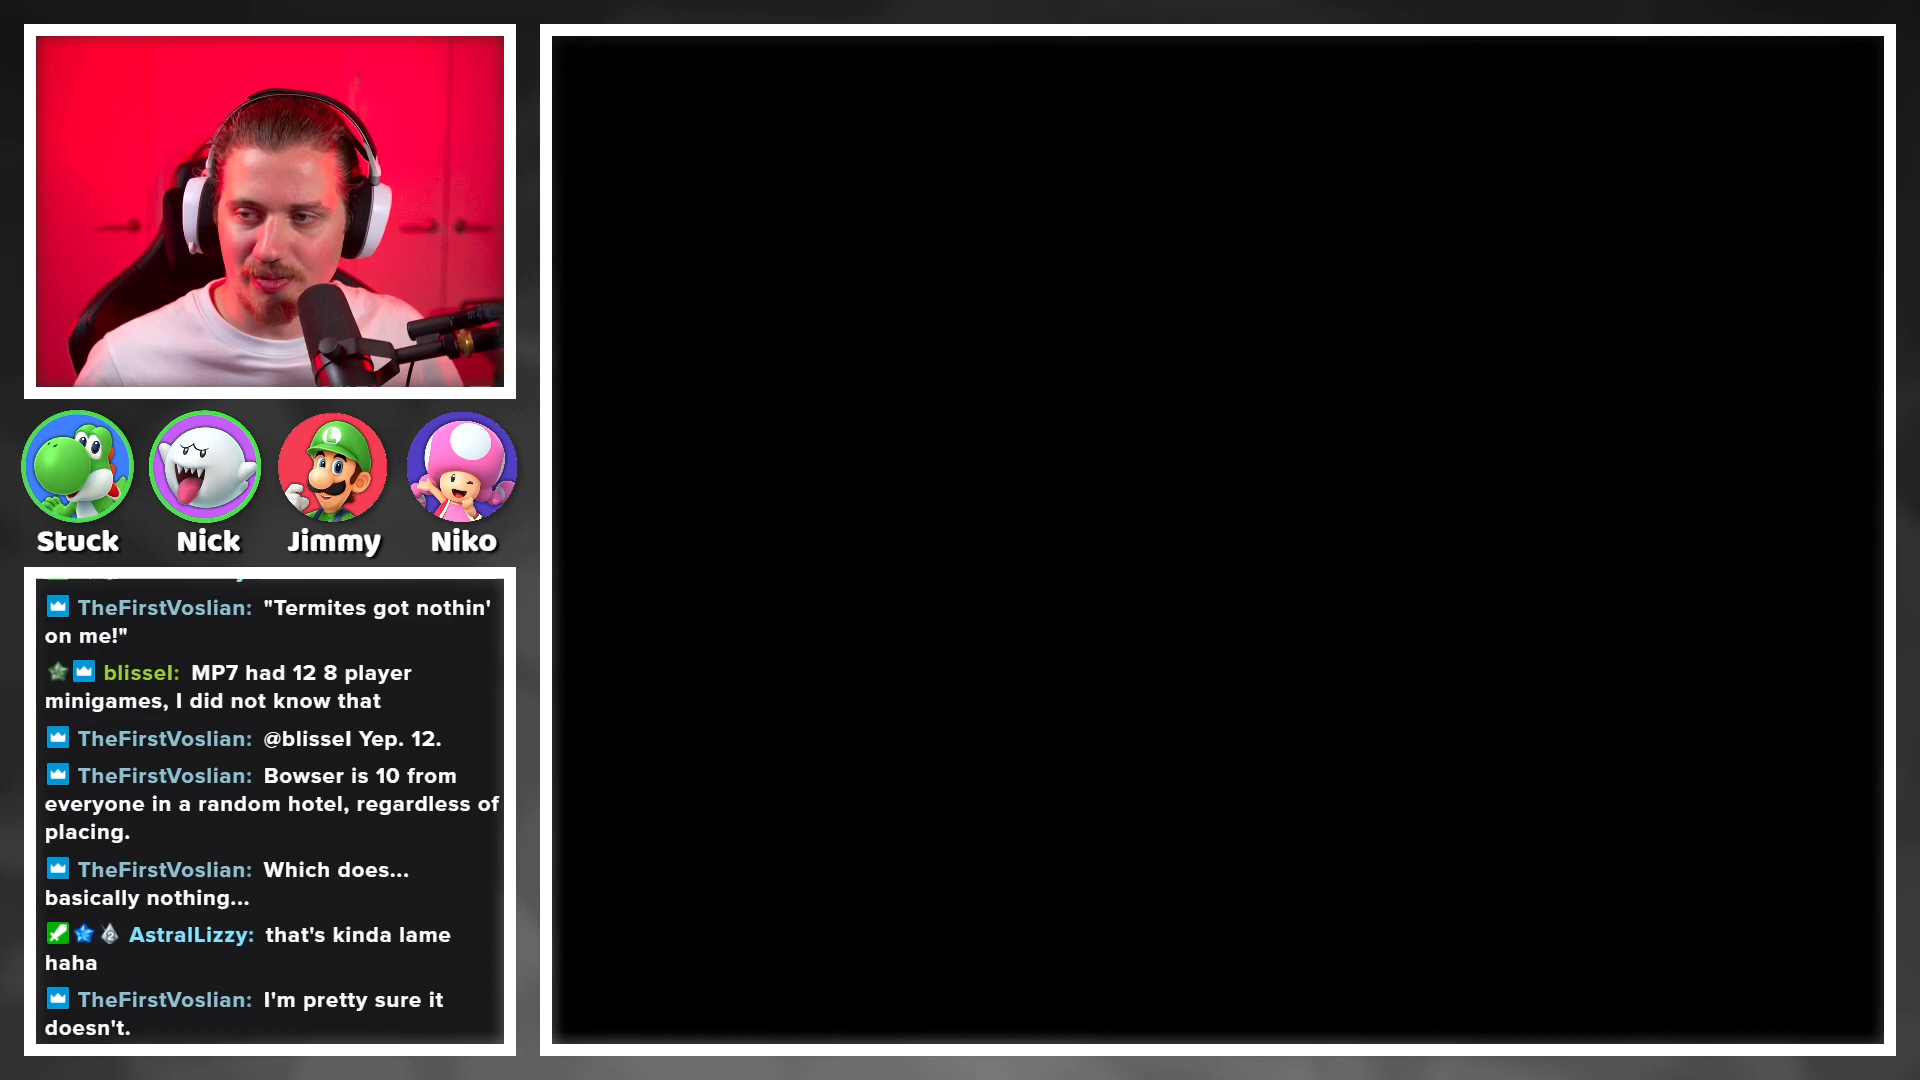 Stuck Nick Jimmy Niko
TheFirstVoslian: "Termites got nothin'
on me!"
blissel: MP7 had 12 8 player
minigames, I did not know that
TheFirstVoslian: @blissel Yep. 12.
TheFirstVoslian: Bowser is 10 from
everyone in a random hotel, regardless of
placing.
TheFirstVoslian: Which does...
basically nothing...
AstralLizzy: that's kinda lame
haha
TheFirstVoslian: I'm pretty sure it
doesn't.